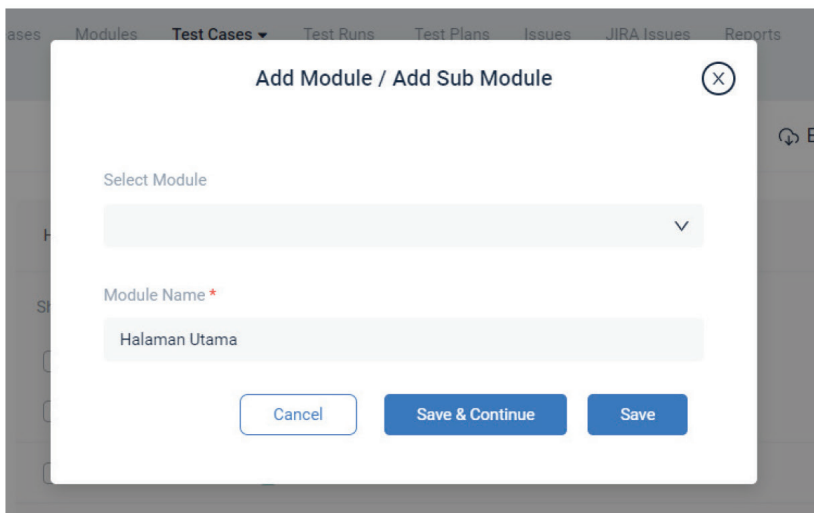 ases Modules Test Cases Test Runs Test Plans Issues JIRA Issues Reports
Add Module / Add Sub Module
Select Module
Module Name *
Halaman Utama
Cancel Save & Continue Save